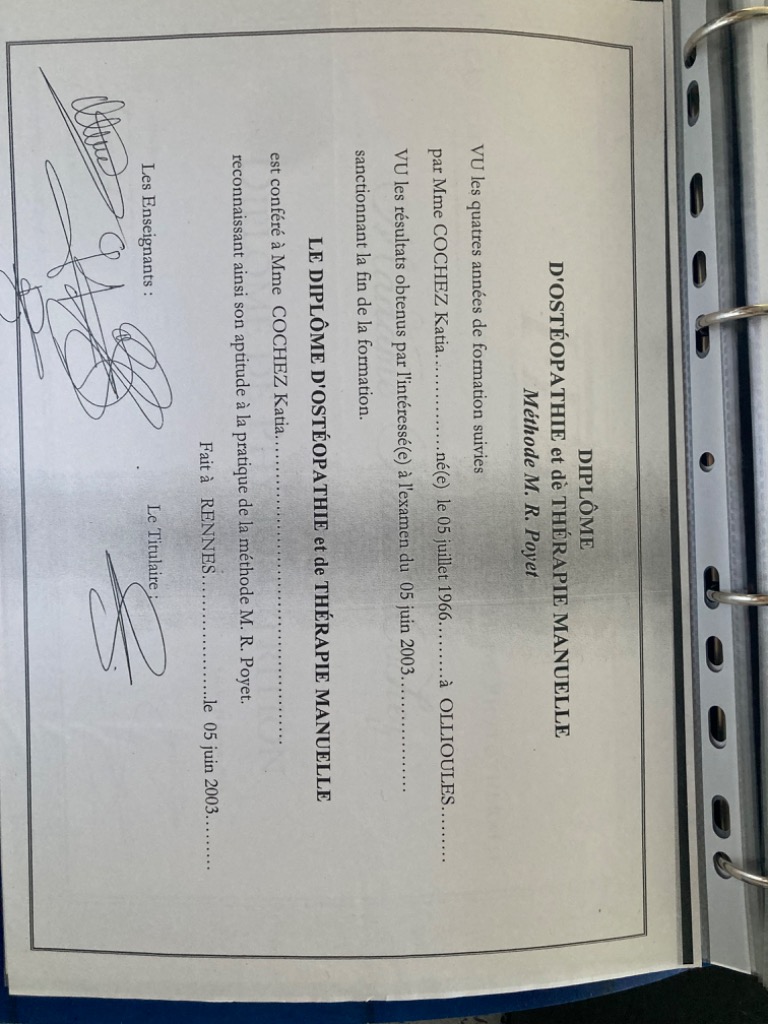 DIPLÔME
D'OSTÉOPATHIE et de THÉRAPIE MANUELLE
Méthode M. R. Poyet
VU les quatres années de formation suivies
par Mme COCHEZ Katia..............né(e) le 05 juillet 1966.........à OLLIOULES.........
VU les résultats obtenus par l'intéressé(e) à l'examen du 05 juin 2003..................
sanctionnant la fin de la formation.
LE DIPLÔME D'OSTÉOPATHIE et de THÉRAPIE MANUELLE
est conféré à Mme COCHEZ Katia................................................
reconnaissant ainsi son aptitude à la pratique de la méthode M. R. Poyet.
Fait à RENNES...................le 05 juin 2003.........
Les Enseignants :
Le Titulaire :